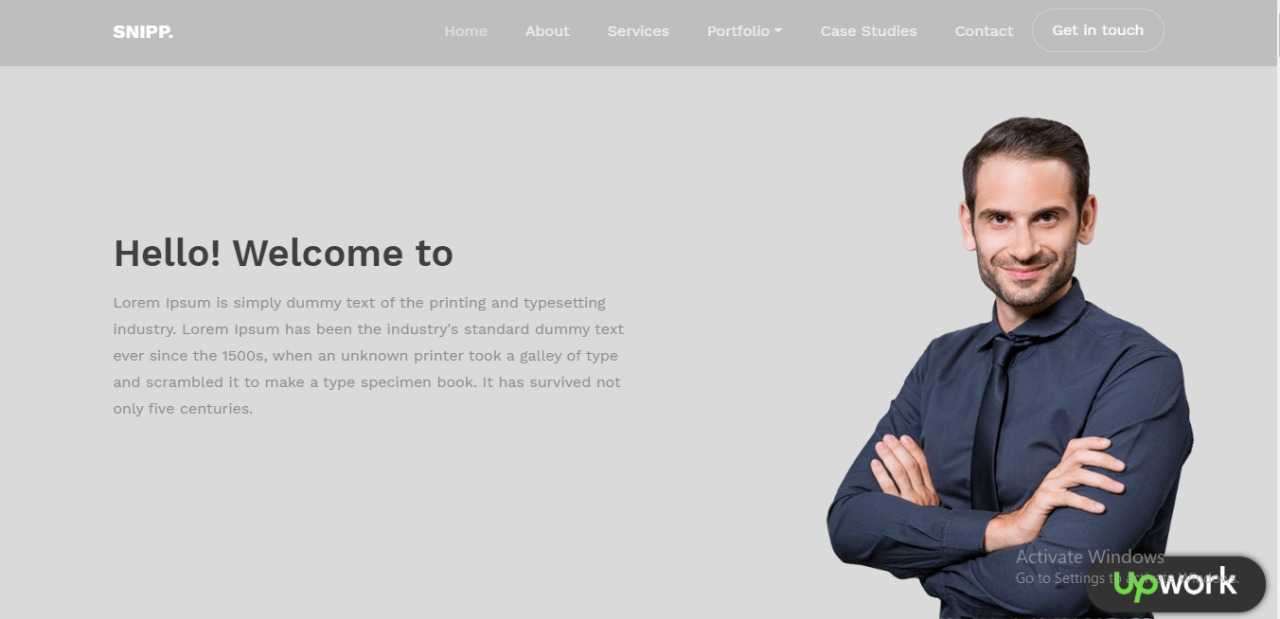 SNIPP.
Home About Services Portfolio Case Studies Contact Get in touch
Hello! Welcome to
Lorem Ipsum is simply dummy text of the printing and typesetting
industry. Lorem Ipsum has been the industry's standard dummy text
ever since the 1500s, when an unknown printer took a galley of type
and scrambled it to make a type specimen book. It has survived not
only five centuries.
Activate Windows
Go to Settings to activate Windows.
upwork